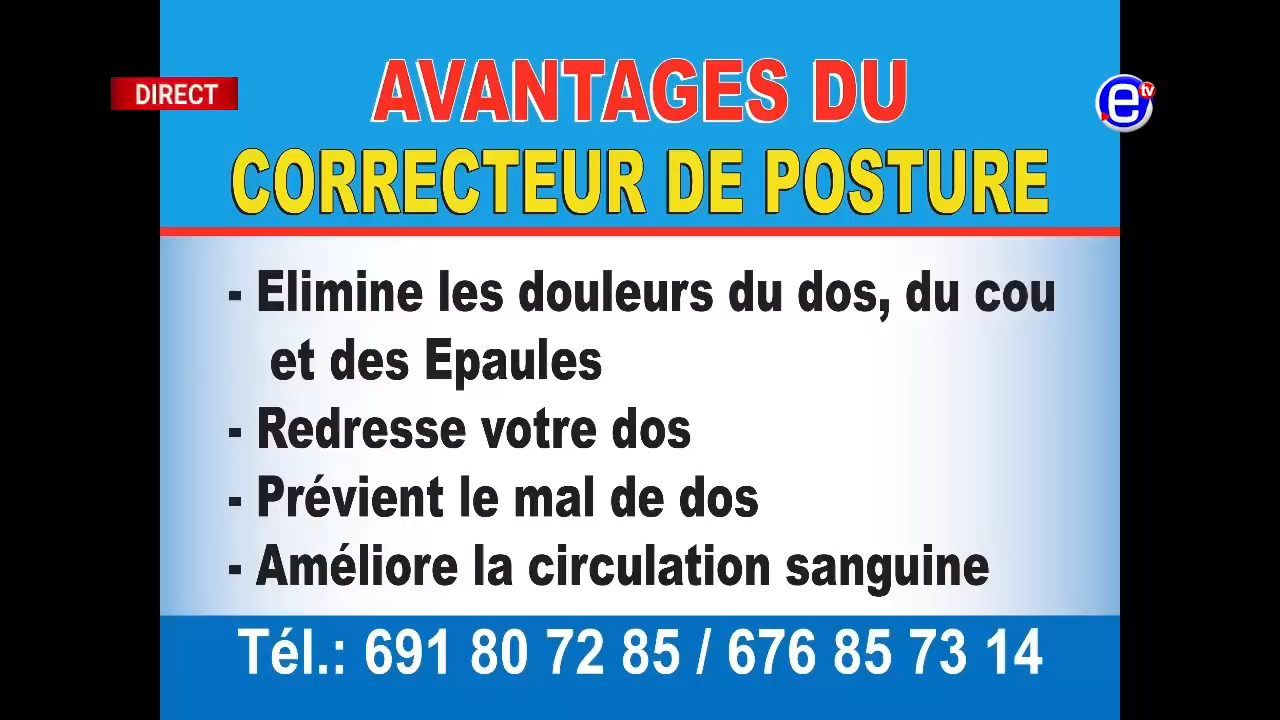 DIRECT
e tv
AVANTAGES DU
CORRECTEUR DE POSTURE
- Elimine les douleurs du dos, du cou
et des Epaules
- Redresse votre dos
- Prévient le mal de dos
- Améliore la circulation sanguine
Tél.: 691 80 72 85 / 676 85 73 14